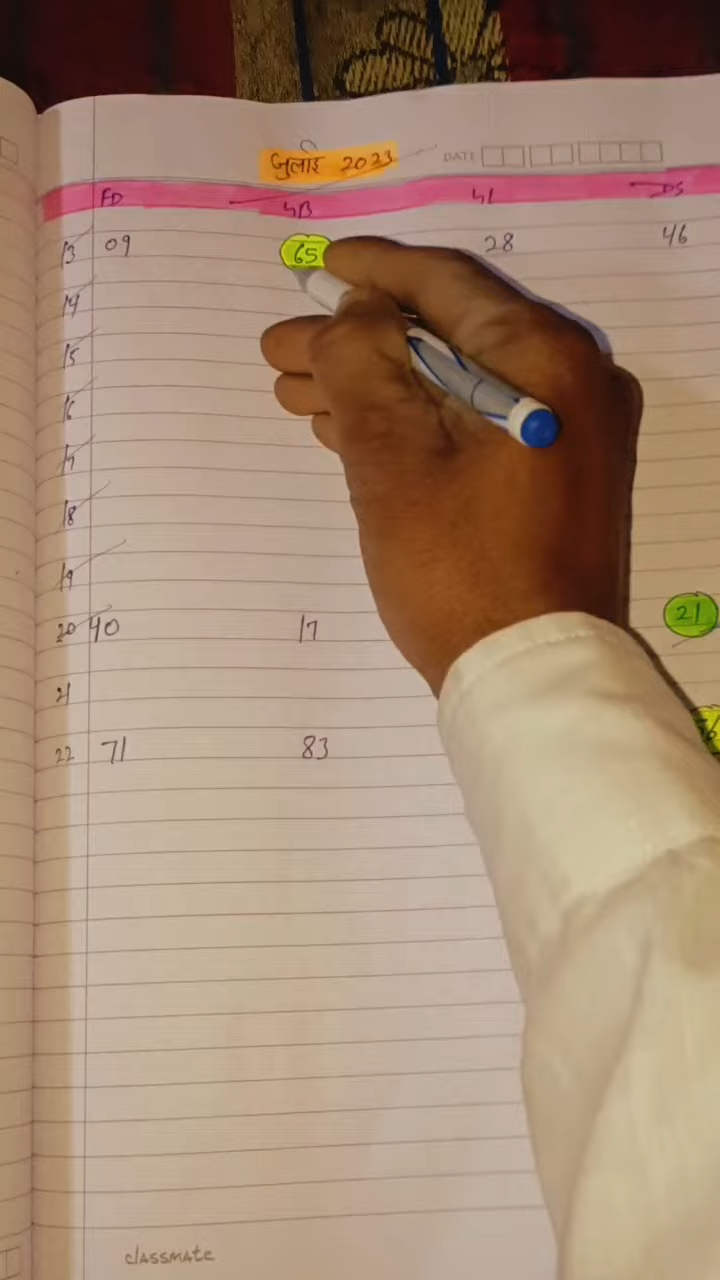 जुलाई 2023
DATE
FD GB GL DS
13 09 65 28 46
14
15
16
17
18
19
20 40 17 21
21
22 71 83
classmate